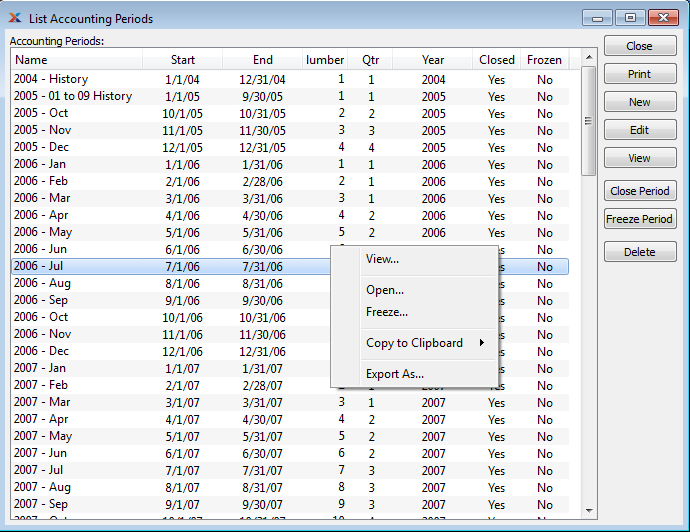 List Accounting Periods
Accounting Periods:
Name Start End lumber Qtr Year Closed Frozen
2004 - History 1/1/04 12/31/04 1 1 2004 Yes No
2005 - 01 to 09 History 1/1/05 9/30/05 1 1 2005 Yes No
2005 - Oct 10/1/05 10/31/05 2 2 2005 Yes No
2005 - Nov 11/1/05 11/30/05 3 3 2005 Yes No
2005 - Dec 12/1/05 12/31/05 4 4 2005 Yes No
2006 - Jan 1/1/06 1/31/06 1 1 2006 Yes No
2006 - Feb 2/1/06 2/28/06 2 1 2006 Yes No
2006 - Mar 3/1/06 3/31/06 3 1 2006 Yes No
2006 - Apr 4/1/06 4/30/06 4 2 2006 Yes No
2006 - May 5/1/06 5/31/06 5 2 2006 Yes No
2006 - Jun 6/1/06 6/30/06 No
2006 - Jul 7/1/06 7/31/06 No
2006 - Aug 8/1/06 8/31/06 No
2006 - Sep 9/1/06 9/30/06 No
2006 - Oct 10/1/06 10/31/06 No
2006 - Nov 11/1/06 11/30/06 No
2006 - Dec 12/1/06 12/31/06 No
2007 - Jan 1/1/07 1/31/07 No
2007 - Feb 2/1/07 2/28/07 No
2007 - Mar 3/1/07 3/31/07 3 1 2007 Yes No
2007 - Apr 4/1/07 4/30/07 4 2 2007 Yes No
2007 - May 5/1/07 5/31/07 5 2 2007 Yes No
2007 - Jun 6/1/07 6/30/07 6 2 2007 Yes No
2007 - Jul 7/1/07 7/31/07 7 3 2007 Yes No
2007 - Aug 8/1/07 8/31/07 8 3 2007 Yes No
2007 - Sep 9/1/07 9/30/07 9 3 2007 Yes No
View...
Open...
Freeze...
Copy to Clipboard
Export As...
Close
Print
New
Edit
View
Close Period
Freeze Period
Delete